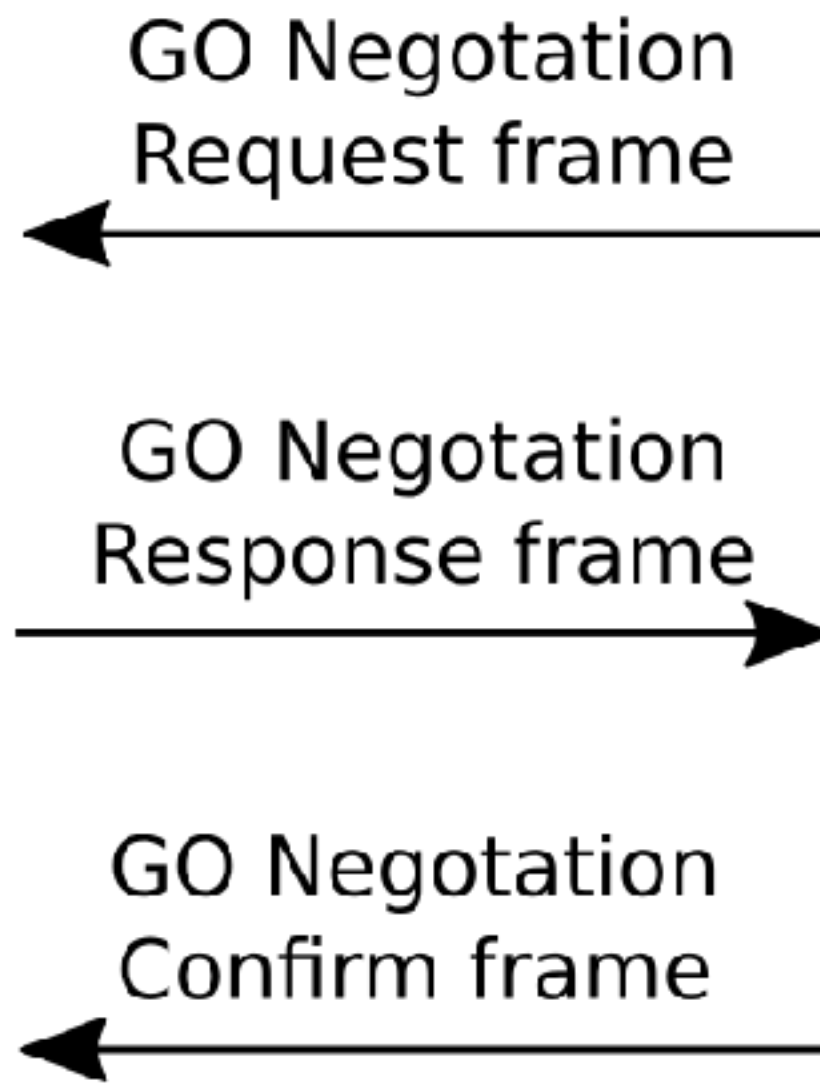 GO Negotation
Request frame
GO Negotation
Response frame
GO Negotation
Confirm frame